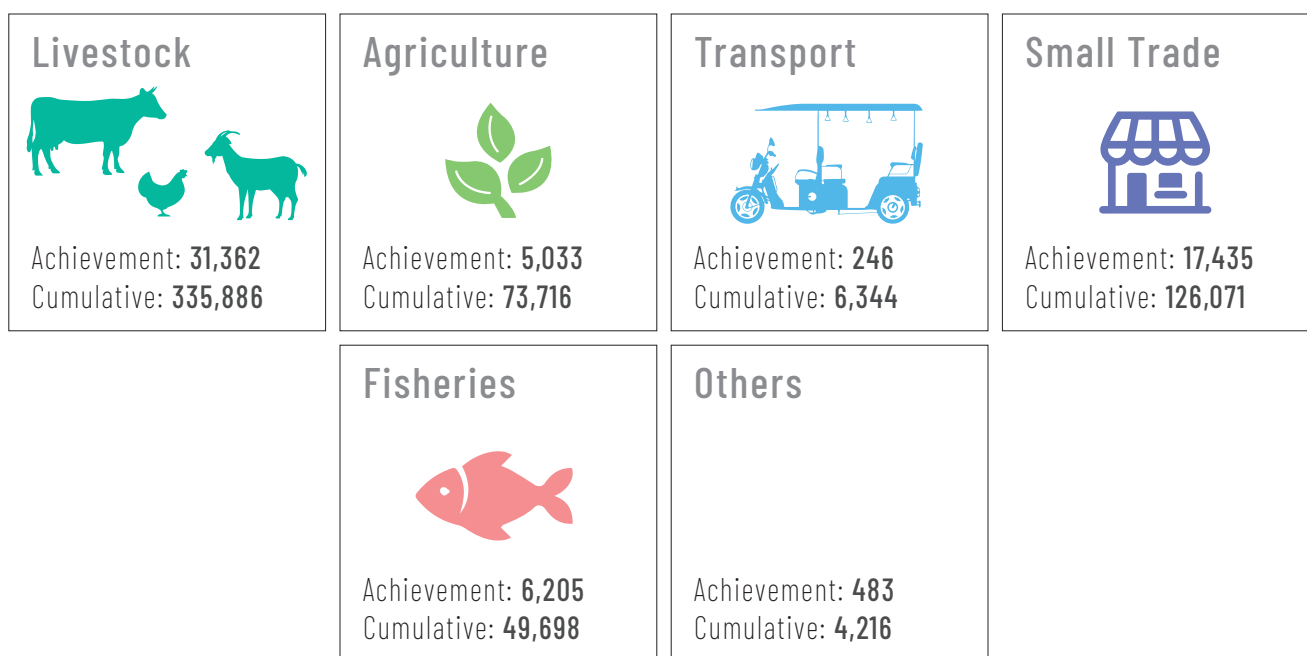 Livestock
Achievement: 31,362
Cumulative: 335,886
Agriculture
Achievement: 5,033
Cumulative: 73,716
Transport
Achievement: 246
Cumulative: 6,344
Small Trade
Achievement: 17,435
Cumulative: 126,071
Fisheries
Achievement: 6,205
Cumulative: 49,698
Others
Achievement: 483
Cumulative: 4,216